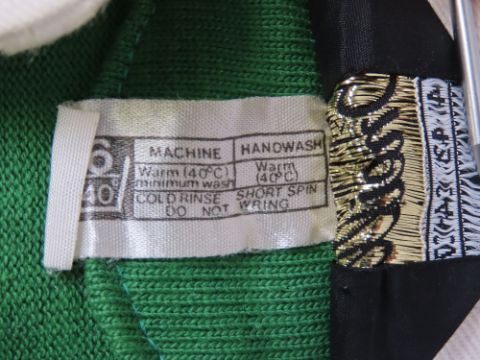 6
40°
MACHINE HANDWASH
Warm (40°C) Warm
minimum wash (40°C)
COLD RINSE SHORT SPIN
DO NOT WRING